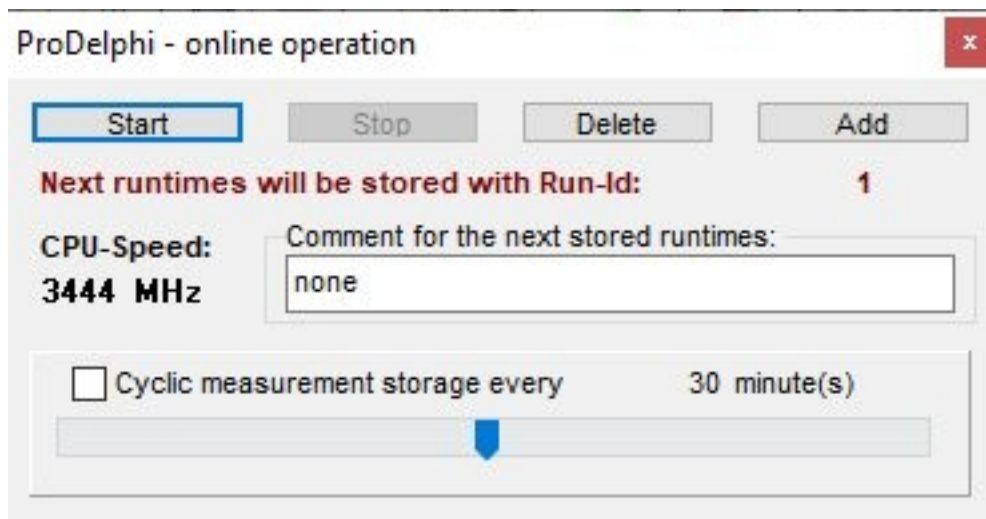 ProDelphi - online operation x
Start Stop Delete Add
Next runtimes will be stored with Run-Id: 1
CPU-Speed:
3444 MHz
Comment for the next stored runtimes:
none
Cyclic measurement storage every 30 minute(s)